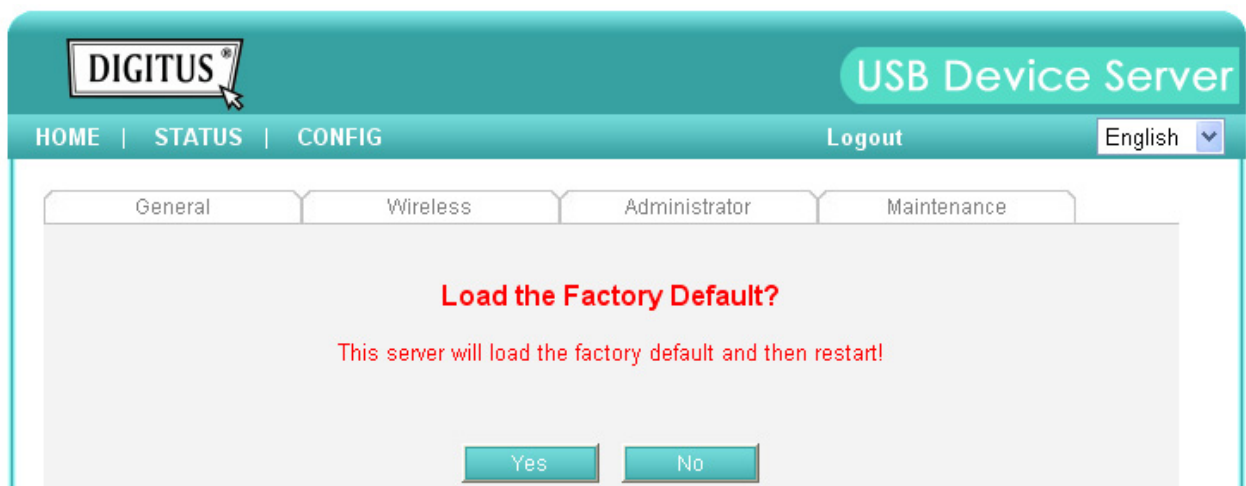 DIGITUS®
USB Device Server
HOME | STATUS | CONFIG Logout English
General Wireless Administrator Maintenance
Load the Factory Default?
This server will load the factory default and then restart!
Yes No